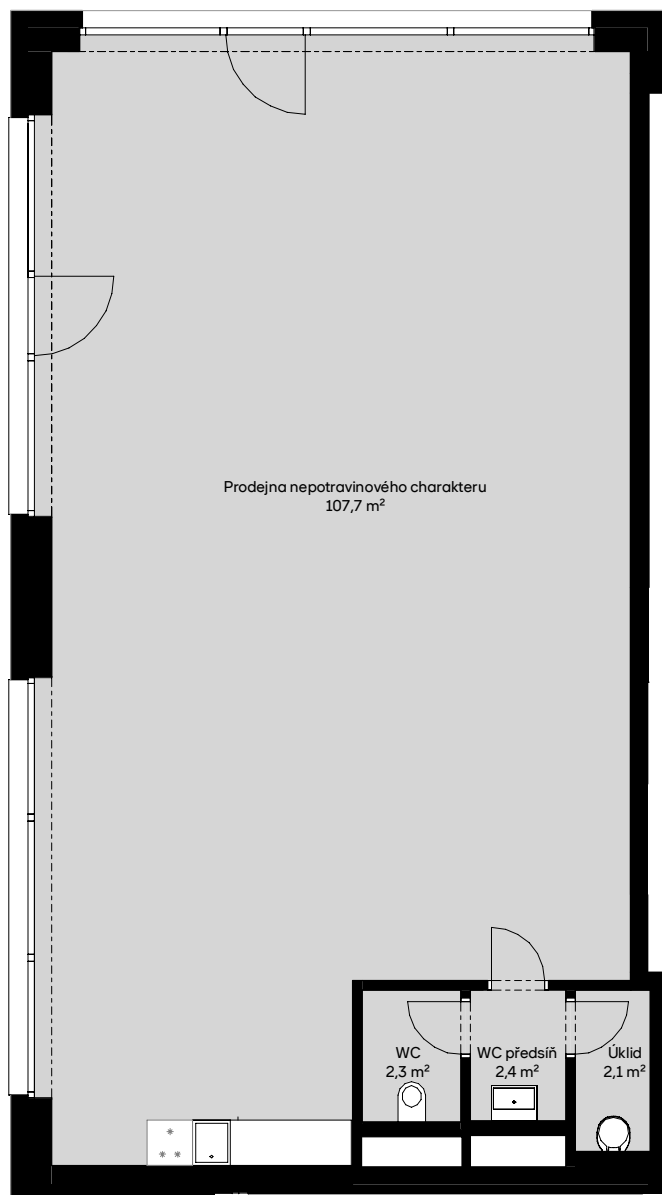 Prodejna nepotravinového charakteru
107,7 m²
WC
2,3 m²
WC předsíň
2,4 m²
Úklid
2,1 m²